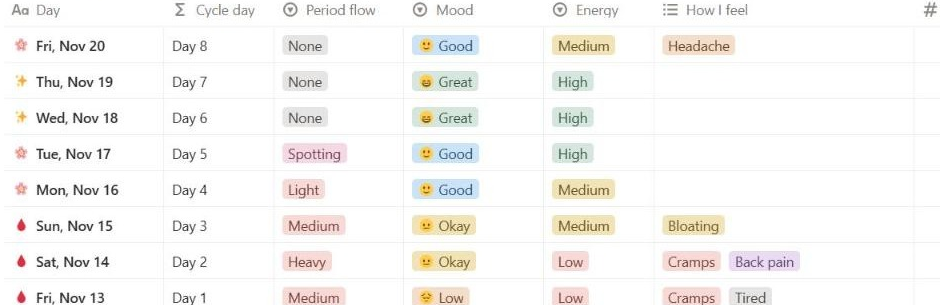 Aa Day Σ Cycle day Period flow Mood Energy How I feel #
Fri, Nov 20 Day 8 None Good Medium Headache
Thu, Nov 19 Day 7 None Great High
Wed, Nov 18 Day 6 None Great High
Tue, Nov 17 Day 5 Spotting Good High
Mon, Nov 16 Day 4 Light Good Medium
Sun, Nov 15 Day 3 Medium Okay Medium Bloating
Sat, Nov 14 Day 2 Heavy Okay Low Cramps Back pain
Fri, Nov 13 Day 1 Medium Low Low Cramps Tired